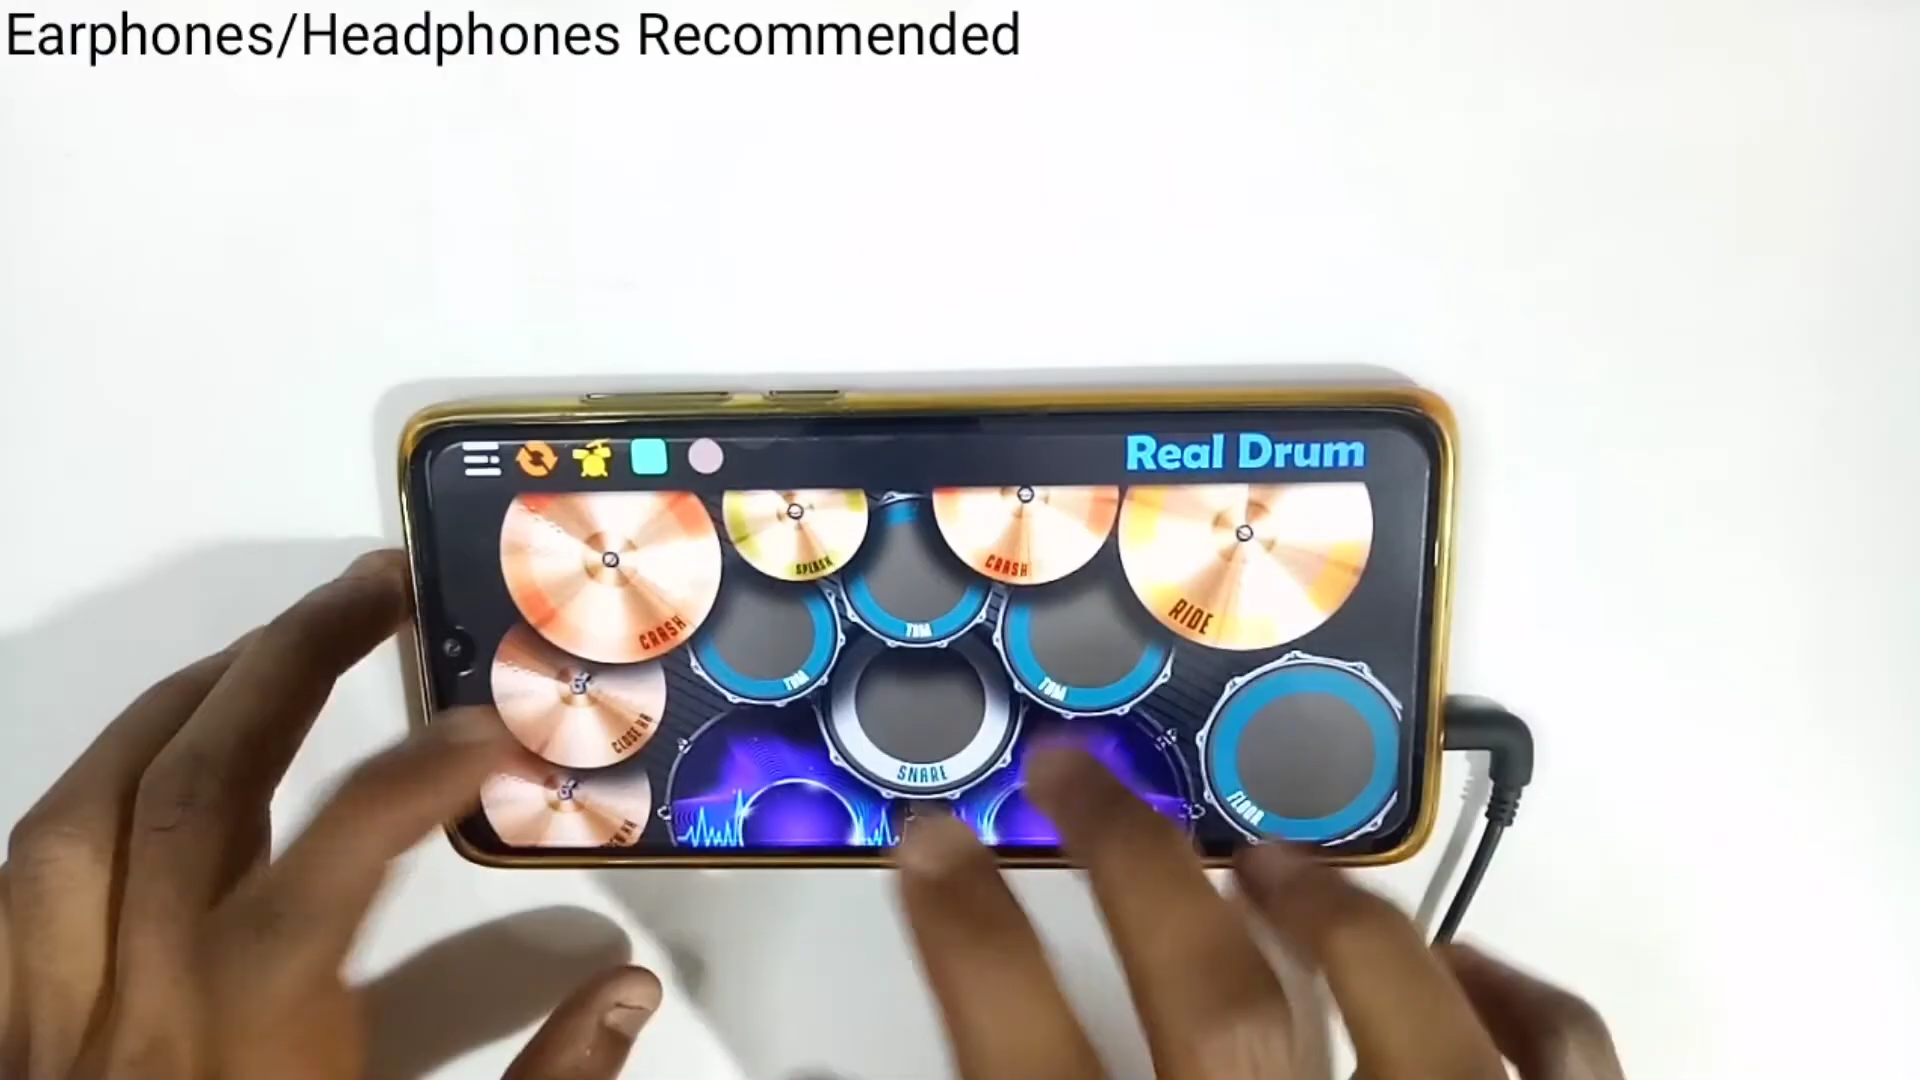 Earphones/Headphones Recommended
Real Drum
SPLASH
CRASH
CRASH
RIDE
TOM
TOM
TOM
CLOSE HH
SNARE
FLOOR